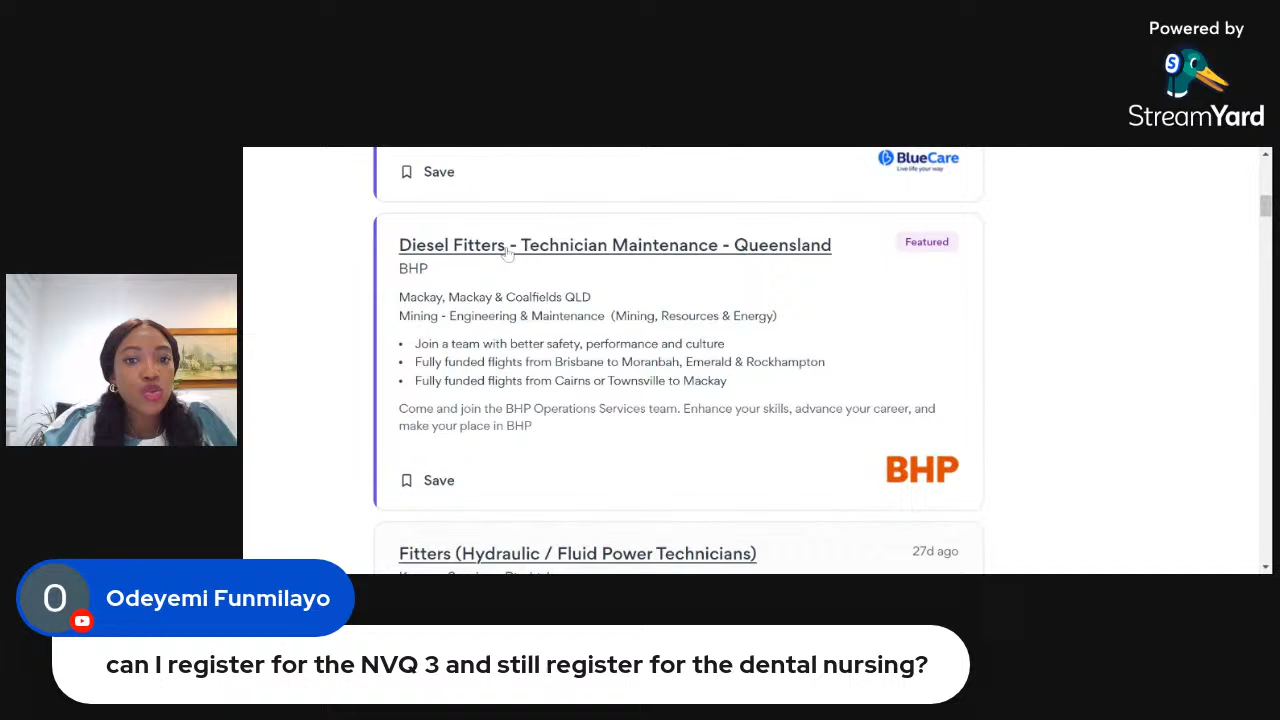 Powered by
S
StreamYard
BlueCare
Live life your way
Save
Diesel Fitters - Technician Maintenance - Queensland
Featured
BHP
Mackay, Mackay & Coalfields QLD
Mining - Engineering & Maintenance (Mining, Resources & Energy)
• Join a team with better safety, performance and culture
• Fully funded flights from Brisbane to Moranbah, Emerald & Rockhampton
• Fully funded flights from Cairns or Townsville to Mackay
Come and join the BHP Operations Services team. Enhance your skills, advance your career, and
make your place in BHP
BHP
Save
Fitters (Hydraulic / Fluid Power Technicians)
27d ago
O
Odeyemi Funmilayo
can I register for the NVQ 3 and still register for the dental nursing?